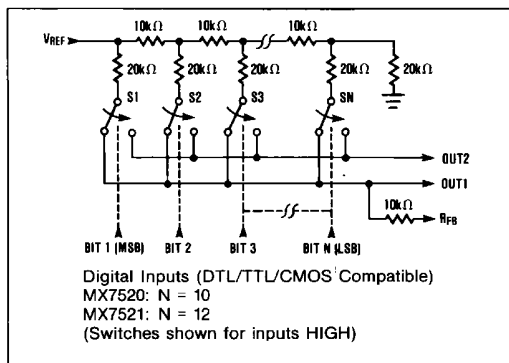 10kΩ 10kΩ 10kΩ
VREF
20kΩ 20kΩ 20kΩ 20kΩ 20kΩ
S1 S2 S3 SN
OUT2
OUT1
10kΩ
RFB
BIT 1 (MSB) BIT 2 BIT 3 BIT N (LSB)
Digital Inputs (DTL/TTL/CMOS Compatible)
MX7520: N = 10
MX7521: N = 12
(Switches shown for inputs HIGH)